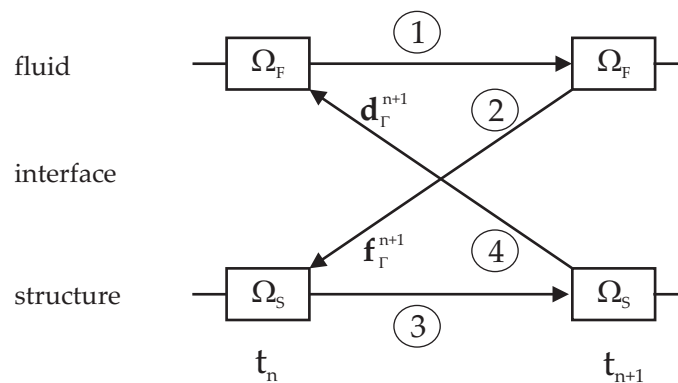 ①
fluid Ω_F Ω_F
d_Γ^{n+1} ②
interface
f_Γ^{n+1} ④
structure Ω_S Ω_S
③
t_n t_{n+1}